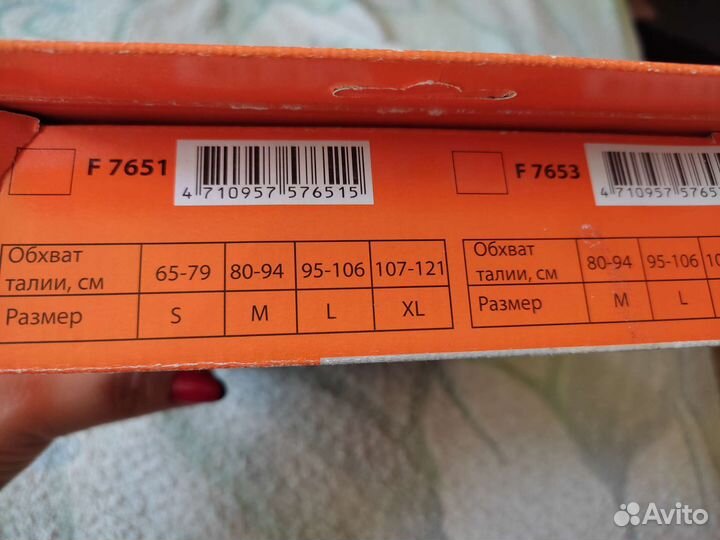 F 7651
4 710957 576515
F 7653
4 710957 5765
Обхват талии, см 65-79 80-94 95-106 107-121
Размер S M L XL
Обхват талии, см 80-94 95-106
Размер M L
Avito